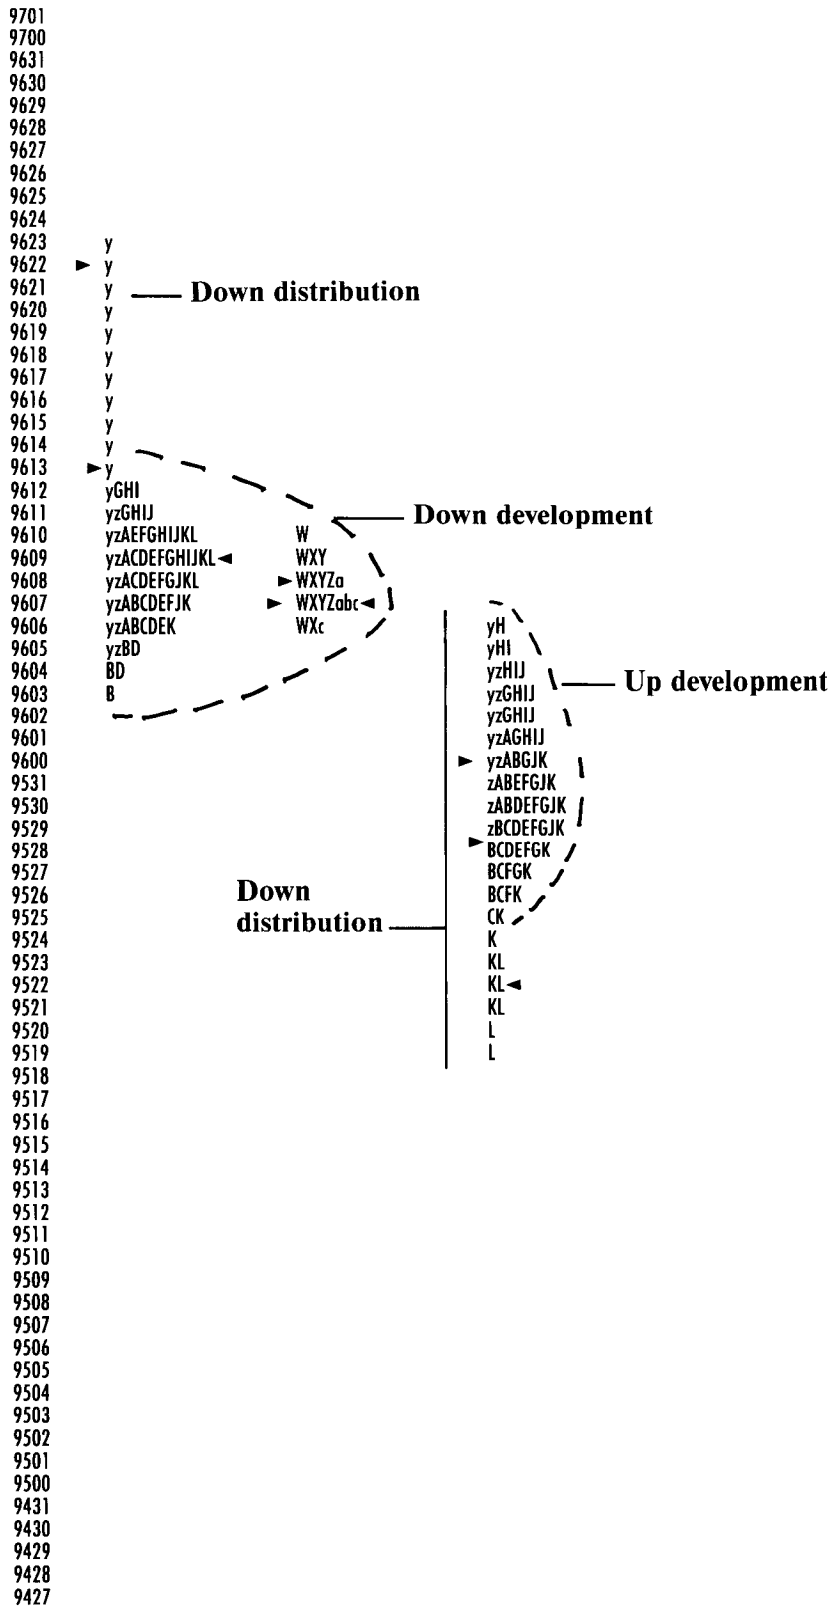 9701
9700
9631
9630
9629
9628
9627
9626
9625
9624
9623 y
9622 ► y
9621 y Down distribution
9620 y
9619 y
9618 y
9617 y
9616 y
9615 y
9614 y
9613 ► y
9612 yGHI
9611 yzGHIJ Down development
9610 yzAEFGHIJKL W
9609 yzACDEFGHIJKL◄ WXY
9608 yzACDEFGJKL ►WXYZa
9607 yzABCDEFJK ► WXYZabc◄
9606 yzABCDEK WXc yH
9605 yzBD yHI
9604 BD yzHIJ
9603 B yzGHIJ Up development
9602 yzGHIJ
9601 yzAGHIJ
9600 ► yzABGJK
9531 zABEFGJK
9530 zABDEFGJK
9529 zBCDEFGJK
9528 ►BCDEFGK
9527 BCFGK
9526 Down BCFK
9525 distribution CK
9524 K
9523 KL
9522 KL◄
9521 KL
9520 L
9519 L
9518
9517
9516
9515
9514
9513
9512
9511
9510
9509
9508
9507
9506
9505
9504
9503
9502
9501
9500
9431
9430
9429
9428
9427